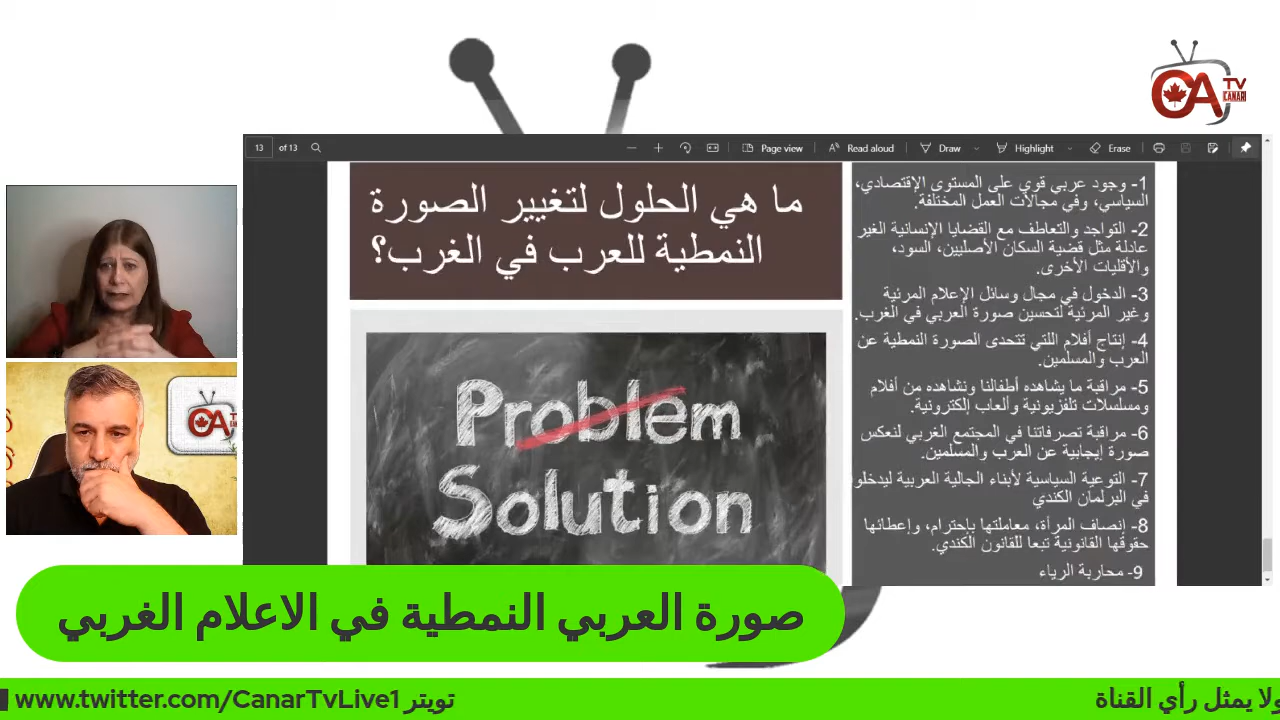 CA TV
CANAR
13 of 13
Page view
Read aloud
Draw
Highlight
Erase
ما هي الحلول لتغيير الصورة
النمطية للعرب في الغرب؟
Problem
Solution
1- وجود عربي قوي على المستوى الإقتصادي،
السياسي، وفي مجالات العمل المختلفة.
2- التواجد والتعاطف مع القضايا الإنسانية الغير
عادلة مثل قضية السكان الأصليين، السود،
والأقليات الأخرى.
3- الدخول في مجال وسائل الإعلام المرئية
وغير المرئية لتحسين صورة العربي في الغرب.
4- إنتاج أفلام اللتي تتحدى الصورة النمطية عن
العرب والمسلمين.
5- مراقبة ما يشاهده أطفالنا ونشاهده من أفلام
ومسلسلات تلفزيونية وألعاب إلكترونية.
6- مراقبة تصرفاتنا في المجتمع الغربي لنعكس
صورة إيجابية عن العرب والمسلمين.
7- التوعية السياسية لأبناء الجالية العربية ليدخلو
في البرلمان الكندي
8- إنصاف المرأة، معاملتها بإحترام، وإعطائها
حقوقها القانونية تبعا للقانون الكندي.
9- محاربة الرياء
CA
صورة العربي النمطية في الاعلام الغربي
ولا يمثل رأي القناة
تويتر www.twitter.com/CanarTvLive1